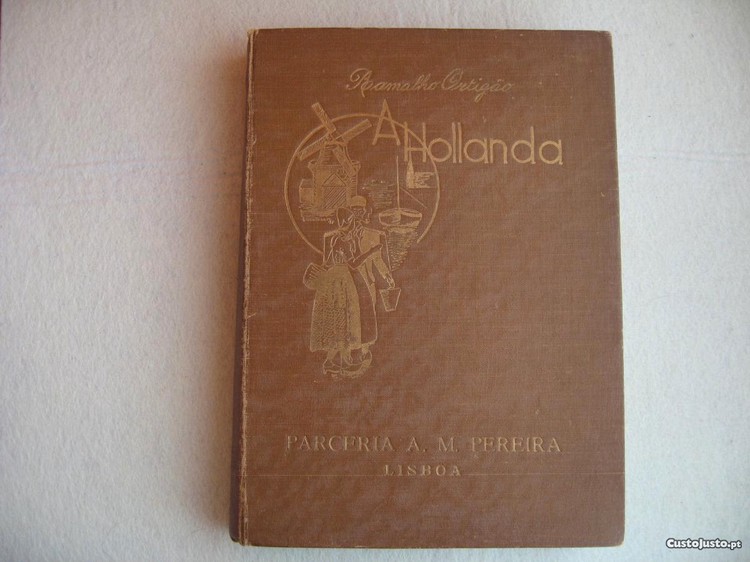 Ramalho Ortigão
A Hollanda
PARCERIA A. M. PEREIRA
LISBOA
CustoJusto.pt